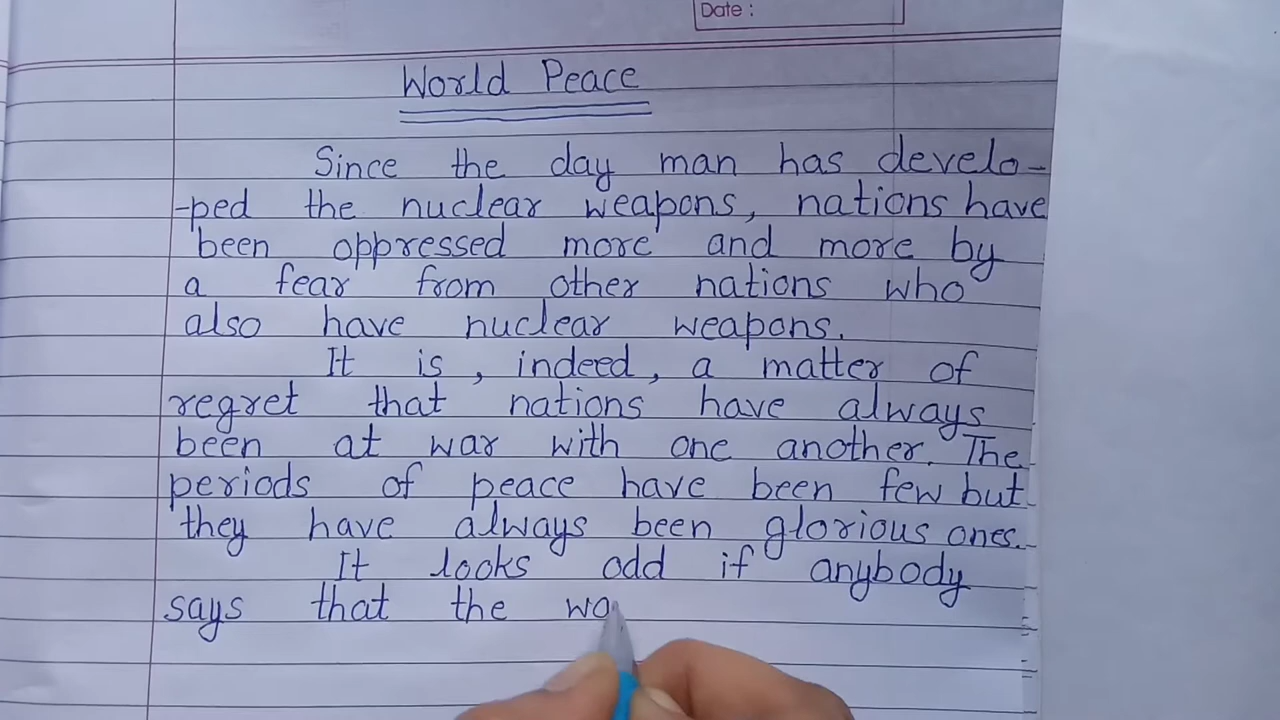 Date :
World Peace
Since the day man has develo-
-ped the nuclear weapons, nations have
been oppressed more and more by
a fear from other nations who
also have nuclear weapons.
It is, indeed, a matter of
regret that nations have always
been at war with one another. The
periods of peace have been few but
they have always been glorious ones.
It looks odd if anybody
says that the wo